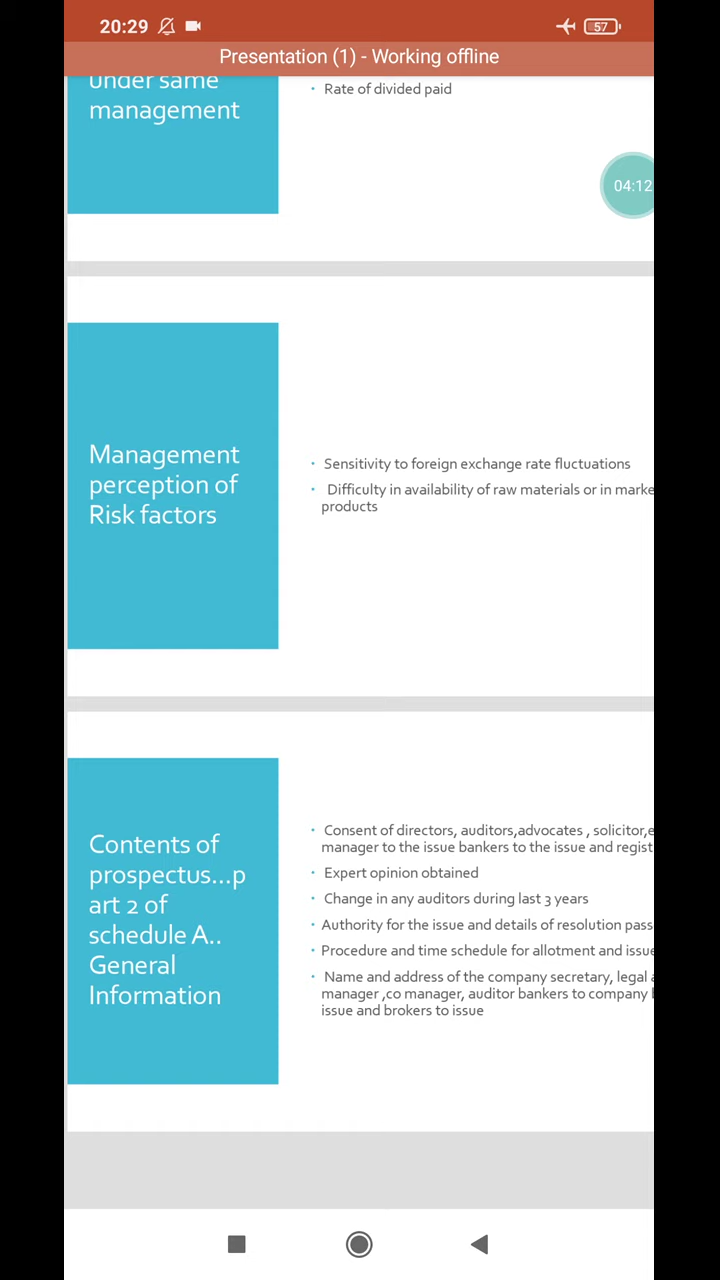 20:29
57
Presentation (1) - Working offline
under same
management
• Rate of divided paid
04:12
Management
perception of
Risk factors
• Sensitivity to foreign exchange rate fluctuations
• Difficulty in availability of raw materials or in marke
products
Contents of
prospectus...p
art 2 of
schedule A..
General
Information
• Consent of directors, auditors,advocates , solicitor,e
manager to the issue bankers to the issue and regist
• Expert opinion obtained
• Change in any auditors during last 3 years
• Authority for the issue and details of resolution pass
• Procedure and time schedule for allotment and issue
• Name and address of the company secretary, legal
manager ,co manager, auditor bankers to company
issue and brokers to issue